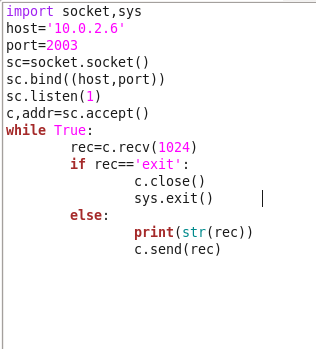 import socket,sys
host='10.0.2.6'
port=2003
sc=socket.socket()
sc.bind((host,port))
sc.listen(1)
c,addr=sc.accept()
while True:
        rec=c.recv(1024)
        if rec=='exit':
                c.close()
                sys.exit()
        else:
                print(str(rec))
                c.send(rec)